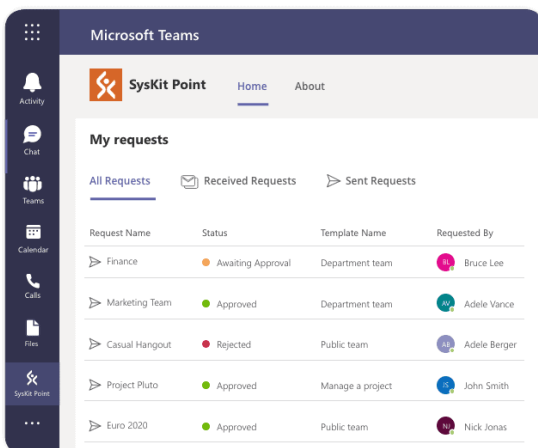 Microsoft Teams
SysKit Point Home About
Activity
Chat
Teams
Calendar
Calls
Files
SysKit Point
My requests
All Requests Received Requests Sent Requests
Request Name Status Template Name Requested By
Finance Awaiting Approval Department team BL Bruce Lee
Marketing Team Approved Department team AV Adele Vance
Casual Hangout Rejected Public team AB Adele Berger
Project Pluto Approved Manage a project JS John Smith
Euro 2020 Approved Public team NJ Nick Jonas